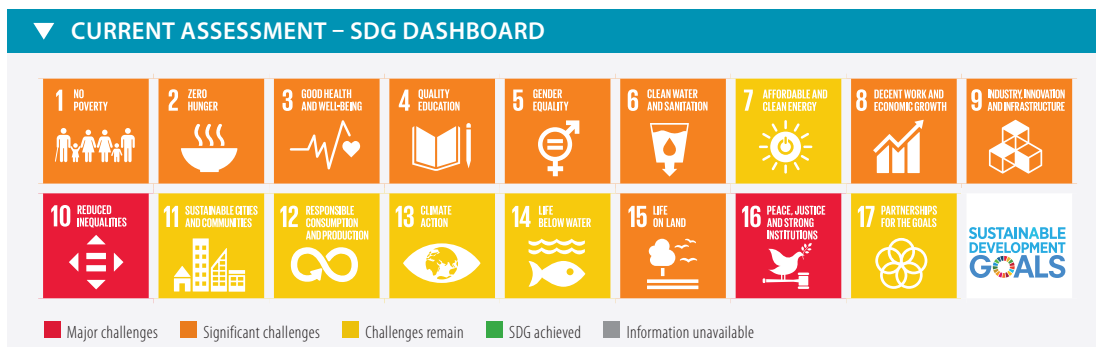 CURRENT ASSESSMENT – SDG DASHBOARD
1 NO
POVERTY
2 ZERO
HUNGER
3 GOOD HEALTH
AND WELL-BEING
4 QUALITY
EDUCATION
5 GENDER
EQUALITY
6 CLEAN WATER
AND SANITATION
7 AFFORDABLE AND
CLEAN ENERGY
8 DECENT WORK AND
ECONOMIC GROWTH
9 INDUSTRY, INNOVATION
AND INFRASTRUCTURE
10 REDUCED
INEQUALITIES
11 SUSTAINABLE CITIES
AND COMMUNITIES
12 RESPONSIBLE
CONSUMPTION
AND PRODUCTION
13 CLIMATE
ACTION
14 LIFE
BELOW WATER
15 LIFE
ON LAND
16 PEACE, JUSTICE
AND STRONG
INSTITUTIONS
17 PARTNERSHIPS
FOR THE GOALS
SUSTAINABLE
DEVELOPMENT
GOALS
Major challenges
Significant challenges
Challenges remain
SDG achieved
Information unavailable